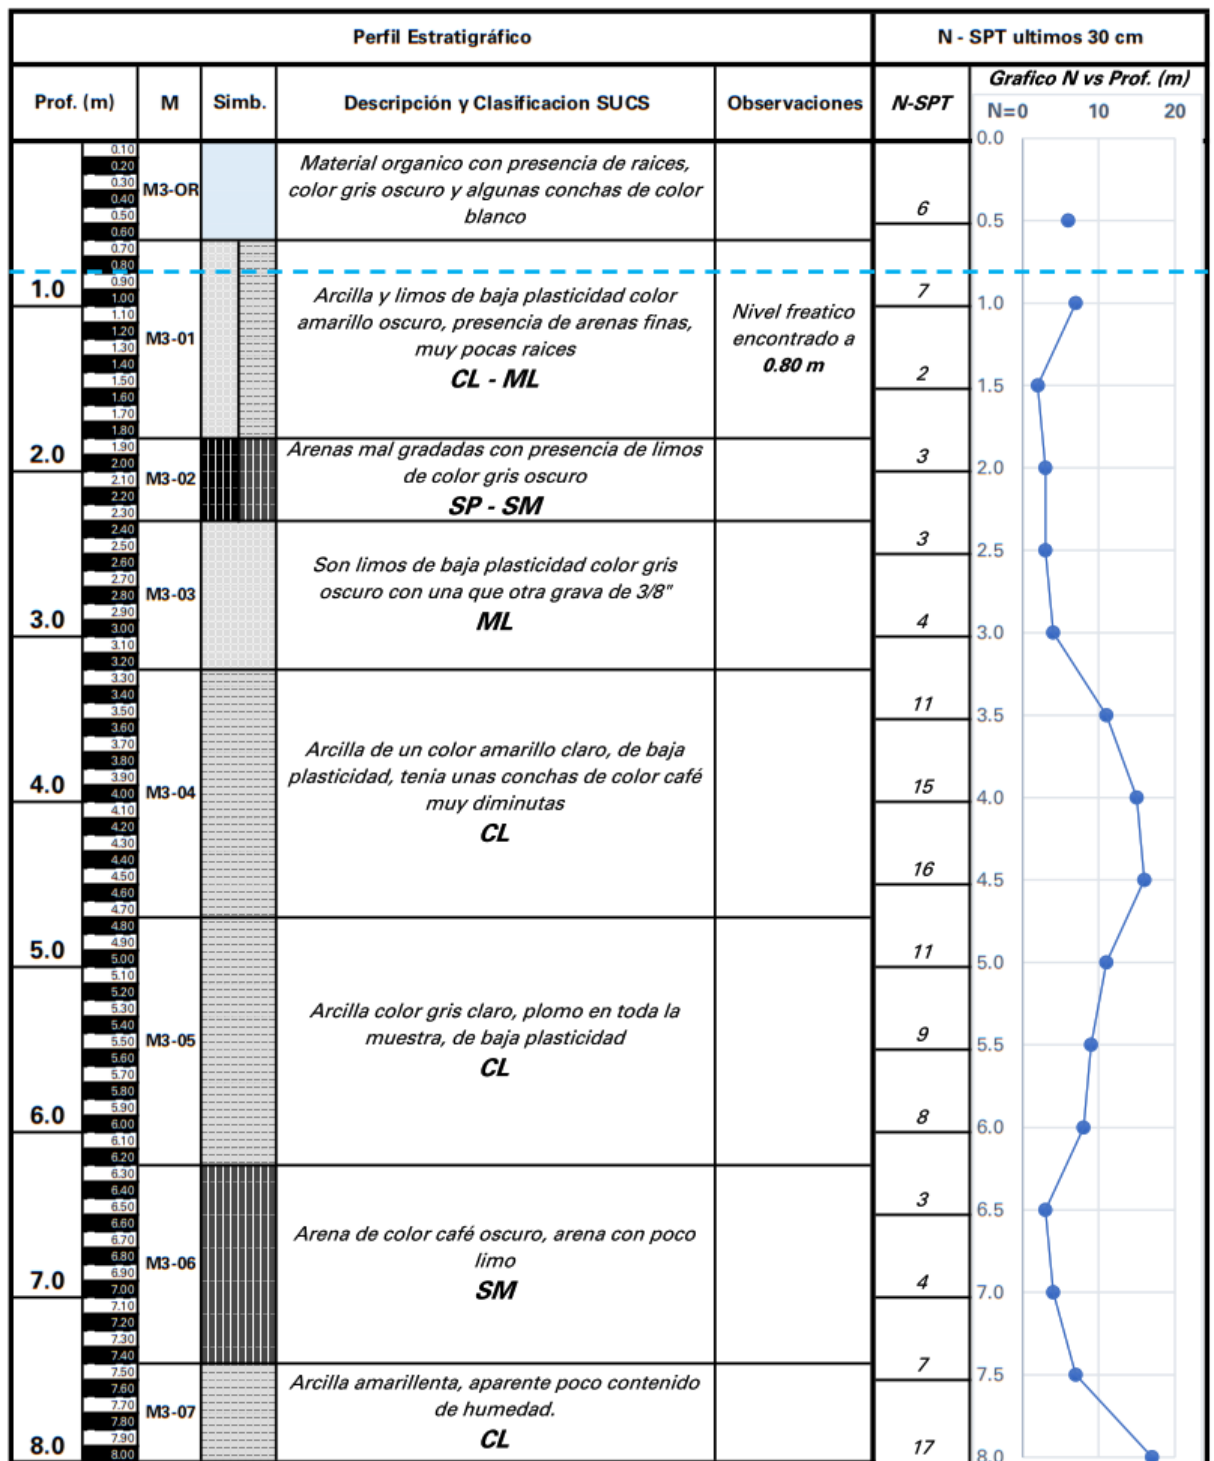 Perfil Estratigráfico
N - SPT ultimos 30 cm
Prof. (m)
M
Simb.
Descripción y Clasificacion SUCS
Observaciones
N-SPT
Grafico N vs Prof. (m)
N=0 10 20
0.0
0.10
0.20
0.30
0.40
0.50
0.60
M3-OR
Material organico con presencia de raices,
color gris oscuro y algunas conchas de color
blanco
6
0.5
0.70
0.80
0.90
1.00
1.10
1.20
1.30
1.40
1.50
1.60
1.70
1.80
1.0
M3-01
Arcilla y limos de baja plasticidad color
amarillo oscuro, presencia de arenas finas,
muy pocas raices
CL - ML
Nivel freatico
encontrado a
0.80 m
7
1.0
2
1.5
1.90
2.00
2.10
2.20
2.30
2.0
M3-02
Arenas mal gradadas con presencia de limos
de color gris oscuro
SP - SM
3
2.0
2.40
2.50
2.60
2.70
2.80
2.90
3.00
3.10
3.20
3.0
M3-03
Son limos de baja plasticidad color gris
oscuro con una que otra grava de 3/8"
ML
3
2.5
4
3.0
3.30
3.40
3.50
3.60
3.70
3.80
3.90
4.00
4.10
4.20
4.30
4.40
4.50
4.60
4.70
4.0
M3-04
Arcilla de un color amarillo claro, de baja
plasticidad, tenia unas conchas de color café
muy diminutas
CL
11
3.5
15
4.0
16
4.5
4.80
4.90
5.00
5.10
5.20
5.30
5.40
5.50
5.60
5.70
5.80
5.90
6.00
6.10
6.20
5.0
6.0
M3-05
Arcilla color gris claro, plomo en toda la
muestra, de baja plasticidad
CL
11
5.0
9
5.5
8
6.0
6.30
6.40
6.50
6.60
6.70
6.80
6.90
7.00
7.10
7.20
7.30
7.40
7.0
M3-06
Arena de color café oscuro, arena con poco
limo
SM
3
6.5
4
7.0
7.50
7.60
7.70
7.80
7.90
8.00
8.0
M3-07
Arcilla amarillenta, aparente poco contenido
de humedad.
CL
7
7.5
17
8.0